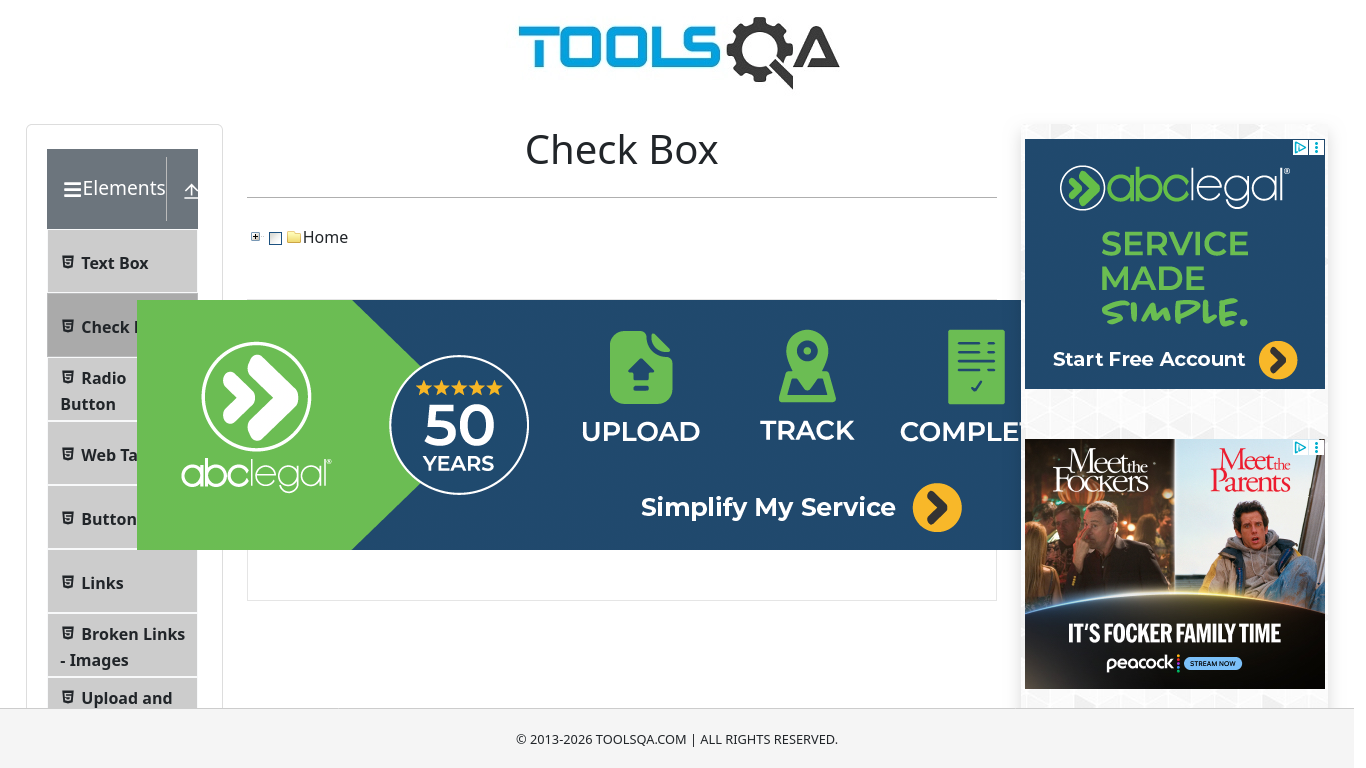 TOOLSQA
Check Box
Elements
Home
Text Box
Check
Radio
Button
Web Ta
Button
Links
Broken Links
- Images
Upload and
abclegal
★★★★★
50
YEARS
UPLOAD
TRACK
COMPLET
Simplify My Service
abclegal
SERVICE
MADE
SIMPLE.
Start Free Account
Meet the
Fockers
Meet the
Parents
IT'S FOCKER FAMILY TIME
peacock
STREAM NOW
© 2013-2026 TOOLSQA.COM | ALL RIGHTS RESERVED.